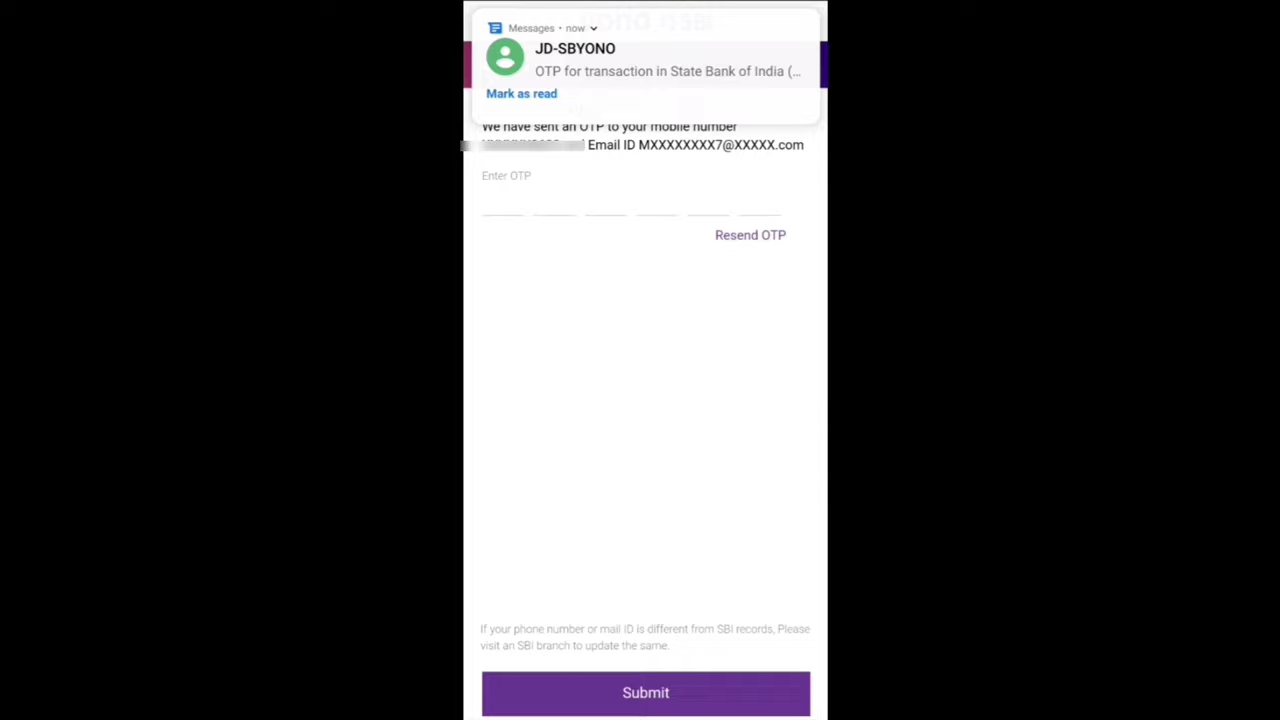 Messages • now
JD-SBYONO
OTP for transaction in State Bank of India (…
Mark as read
We have sent an OTP to your mobile number
Email ID MXXXXXXXX7@XXXXX.com
Enter OTP
Resend OTP
If your phone number or mail ID is different from SBI records, Please
visit an SBI branch to update the same.
Submit